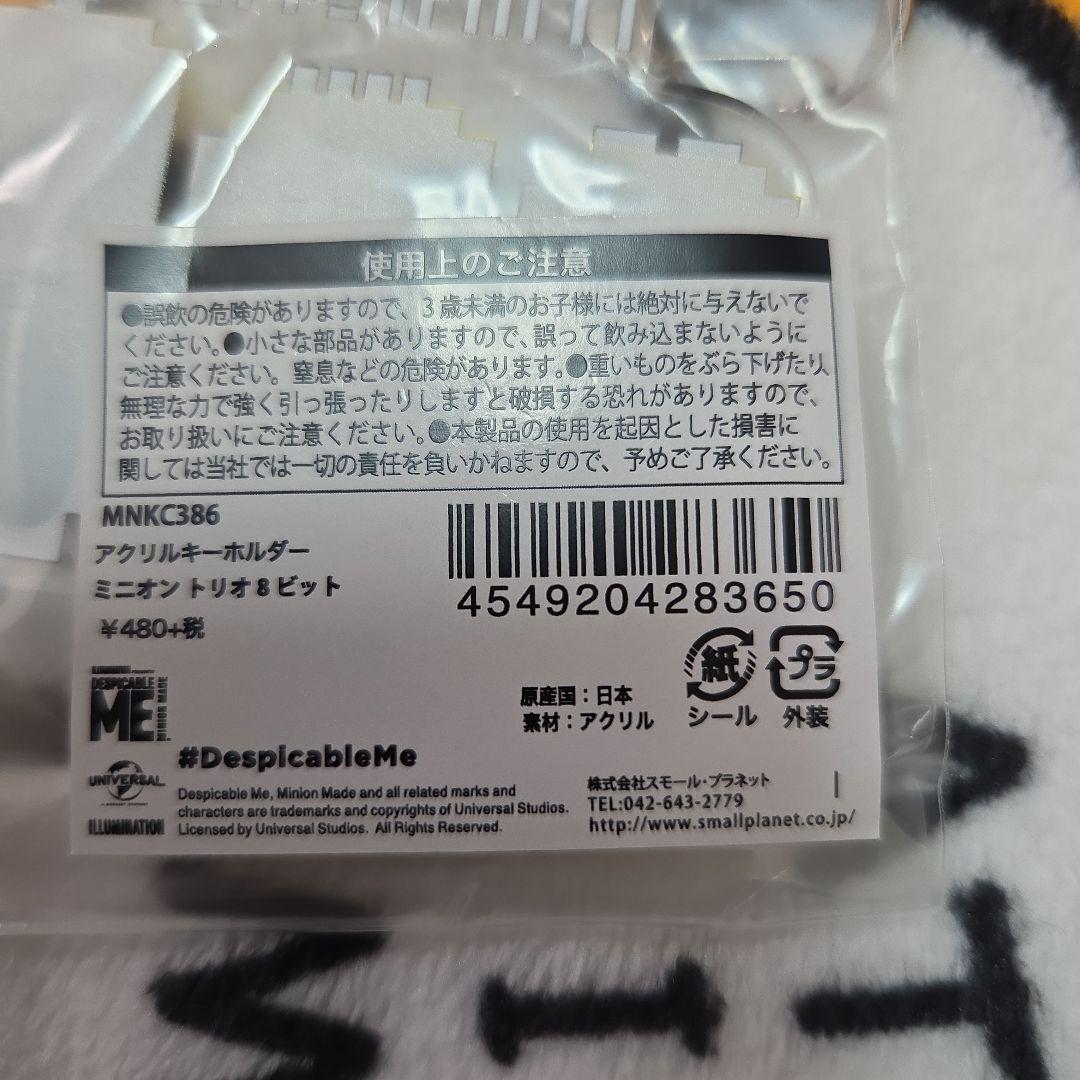 使用上のご注意
●誤飲の危険がありますので、3歳未満のお子様には絶対に与えないで
ください。●小さな部品がありますので、誤って飲み込まないように
ご注意ください。窒息などの危険があります。●重いものをぶら下げたり、
無理な力で強く引っ張ったりしますと破損する恐れがありますので、
お取り扱いにご注意ください。●本製品の使用を起因とした損害に
関しては当社では一切の責任を負いかねますので、予めご了承ください。
MNKC386
アクリルキーホルダー
ミニオン トリオ8ビット
¥480+税
4549204283650
紙
シール
プラ
外装
原産国：日本
素材：アクリル
DESPICABLE
ME
MINION MADE
#DespicableMe
UNIVERSAL
ILLUMINATION
Despicable Me, Minion Made and all related marks and
characters are trademarks and copyrights of Universal Studios.
Licensed by Universal Studios. All Rights Reserved.
株式会社スモール・プラネット
TEL:042-643-2779
http://www.smallplanet.co.jp/